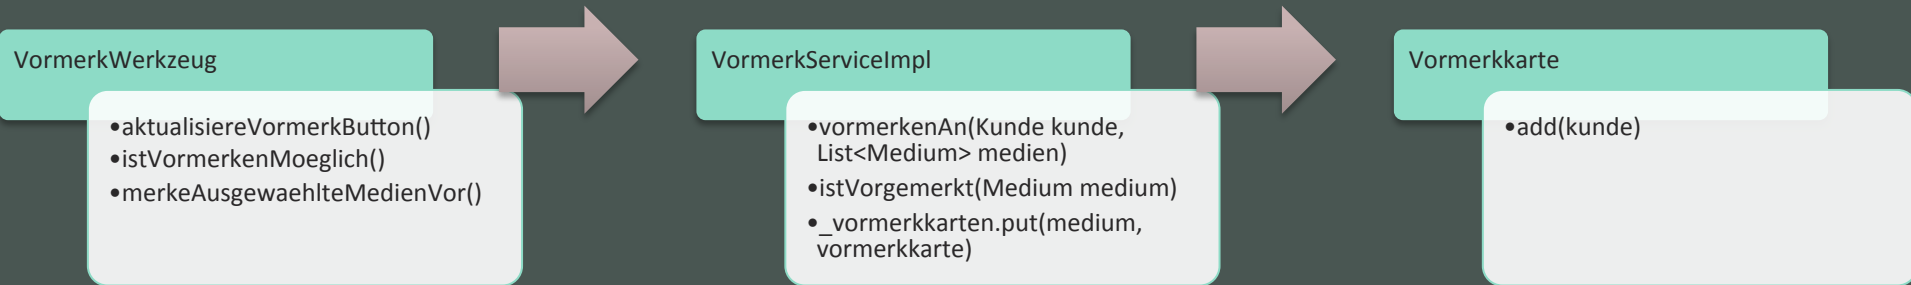 VormerkWerkzeug
•aktualisiereVormerkButton()
•istVormerkenMoeglich()
•merkeAusgewaehlteMedienVor()
VormerkServiceImpl
•vormerkenAn(Kunde kunde,
List<Medium> medien)
•istVorgemerkt(Medium medium)
•_vormerkkarten.put(medium,
vormerkkarte)
Vormerkkarte
•add(kunde)